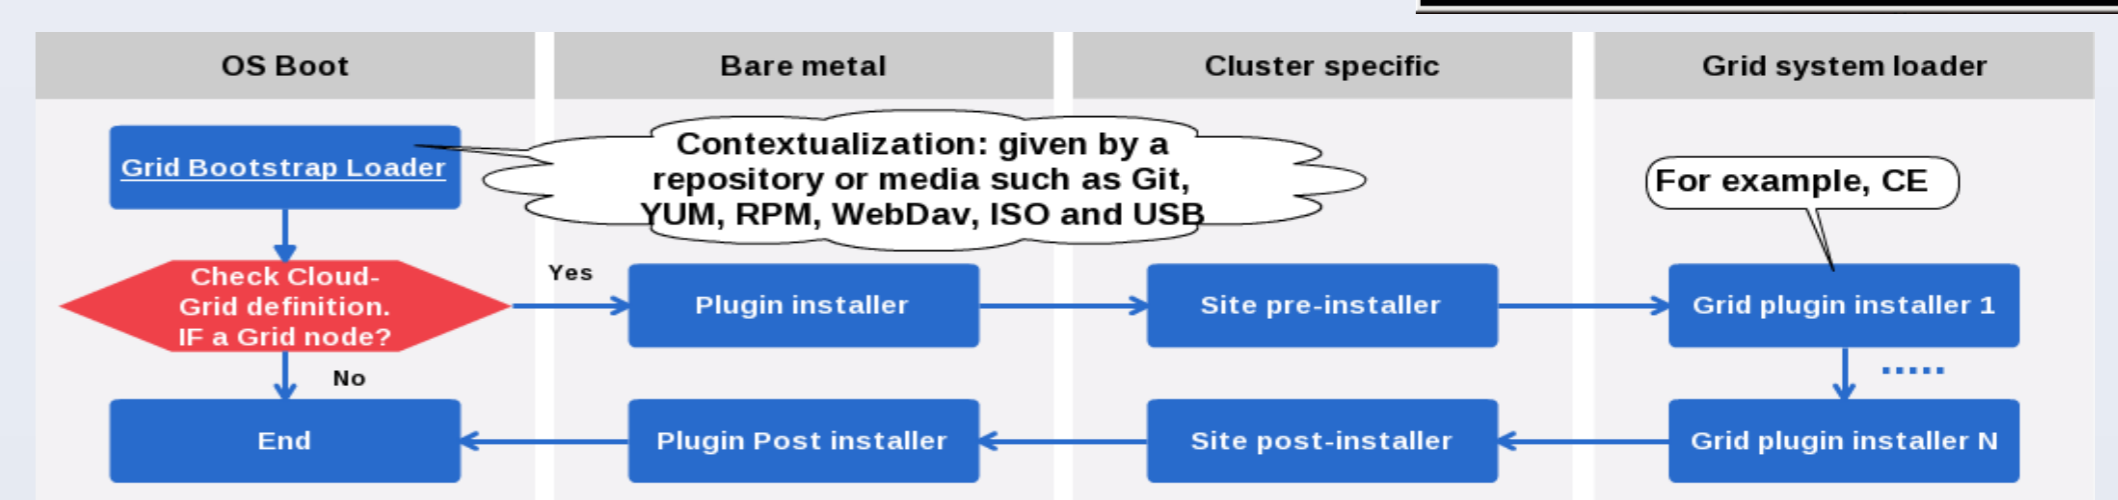 OS Boot
Bare metal
Cluster specific
Grid system loader
Grid Bootstrap Loader
Contextualization: given by a
repository or media such as Git,
YUM, RPM, WebDav, ISO and USB
For example, CE
Check Cloud-
Grid definition.
IF a Grid node?
Yes
Plugin installer
Site pre-installer
Grid plugin installer 1
No
.....
End
Plugin Post installer
Site post-installer
Grid plugin installer N